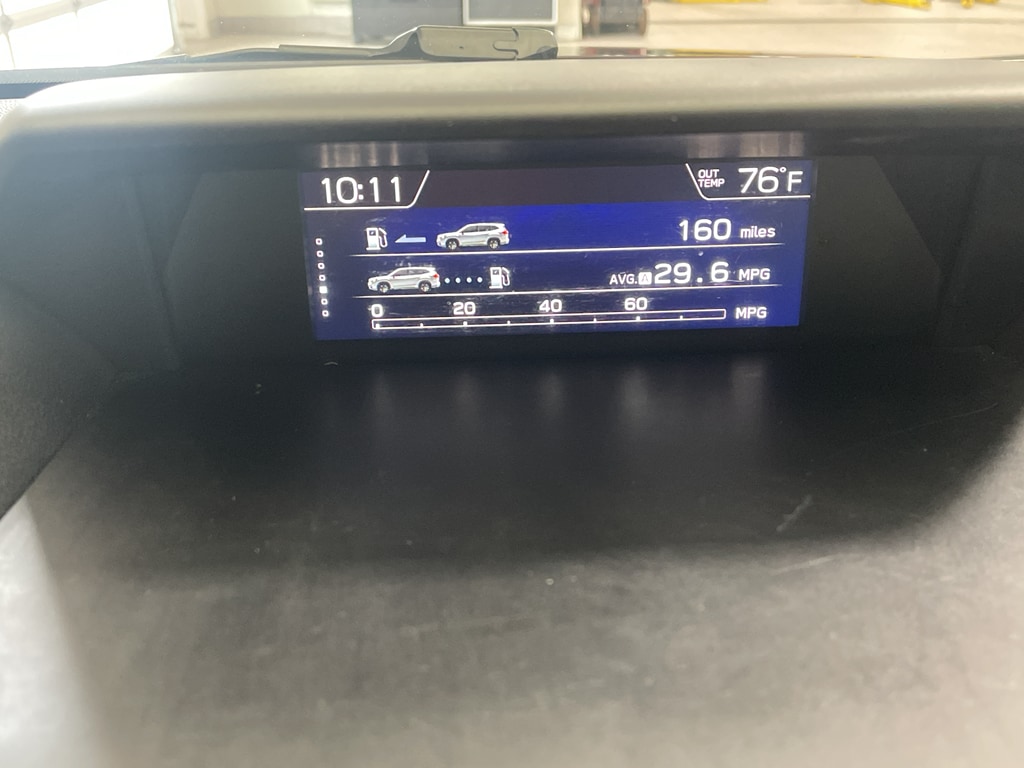 10:11
OUT TEMP 76°F
160 miles
AVG. A 29.6 MPG
0 20 40 60
MPG